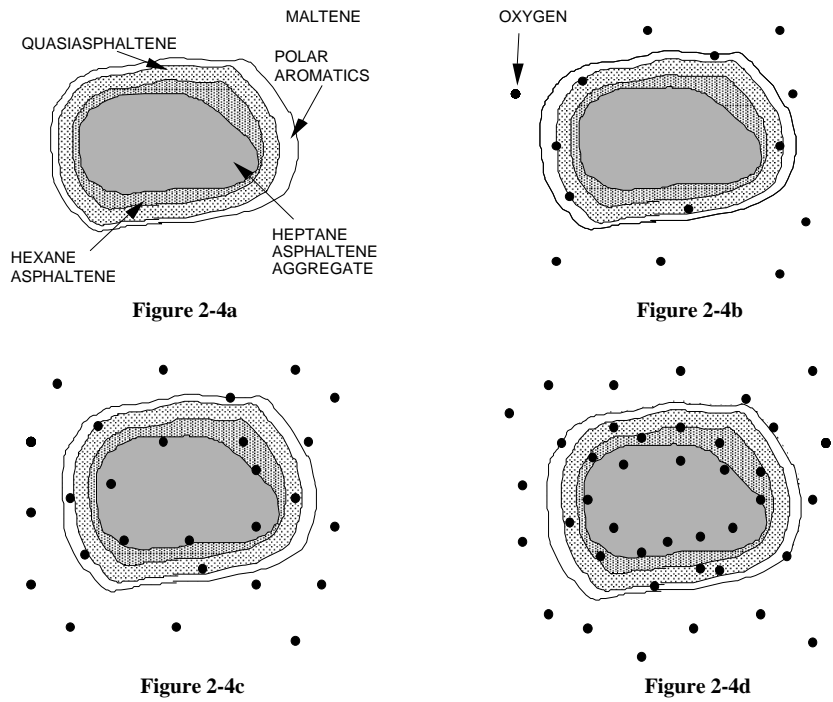 MALTENE
QUASIASPHALTENE
POLAR
AROMATICS
HEXANE
ASPHALTENE
HEPTANE
ASPHALTENE
AGGREGATE
Figure 2-4a
OXYGEN
Figure 2-4b
Figure 2-4c
Figure 2-4d